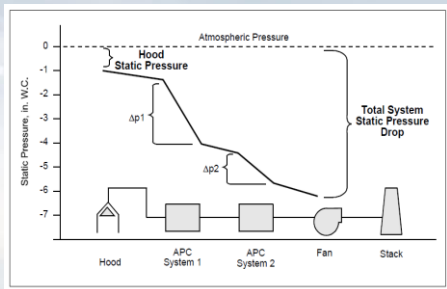 Atmospheric Pressure
0
-1
-2
-3
-4
-5
-6
-7
Static Pressure, in. W.C.
Hood
Static Pressure
Δp1
Δp2
Total System
Static Pressure
Drop
Hood
APC
System 1
APC
System 2
Fan
Stack